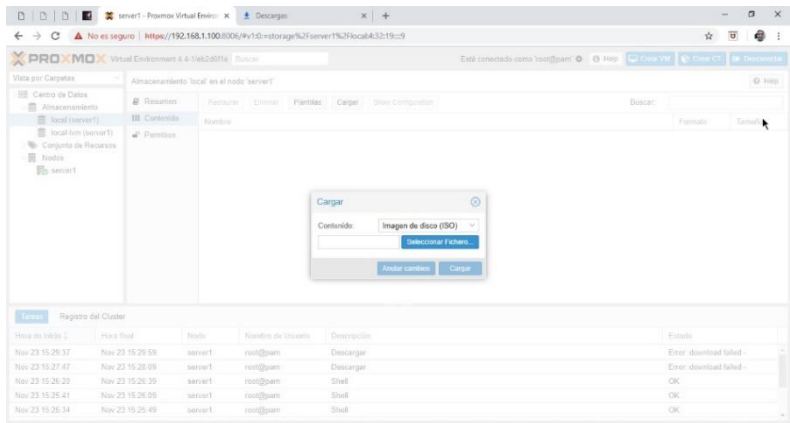 server1 - Proxmox Virtual Environ
Descargas
No es seguro | https://192.168.1.100:8006/#v1:0:=storage%2Fserver1%2Flocal:4:32:19::::9
PROXMOX Virtual Environment Buscar
Está conectado como 'root@pam' Help Crear VM Crear CT
Vista por Carpetas
Almacenamiento 'local' en el nodo 'server1'
Help
Centro de Datos
Almacenamiento
local (server1)
local-lvm (server1)
Conjunto de Recursos
Nodos
server1
Resumen
Contenido
Permisos
Restaurar Eliminar Plantillas Cargar Show Configuration Buscar:
Nombre Formato Tamaño
Cargar
Contenido: Imagen de disco (ISO)
Seleccionar Fichero...
Anular cambios Cargar
Tareas Registro del Cluster
Hora de Inicio Hora final Nodo Nombre de Usuario Descripción Estado
Nov 23 15:29:37 Nov 23 15:29:59 server1 root@pam Descargar Error: download failed -
Nov 23 15:27:47 Nov 23 15:28:09 server1 root@pam Descargar Error: download failed -
Nov 23 15:26:20 Nov 23 15:26:39 server1 root@pam Shell OK
Nov 23 15:25:41 Nov 23 15:26:09 server1 root@pam Shell OK
Nov 23 15:25:34 Nov 23 15:25:49 server1 root@pam Shell OK